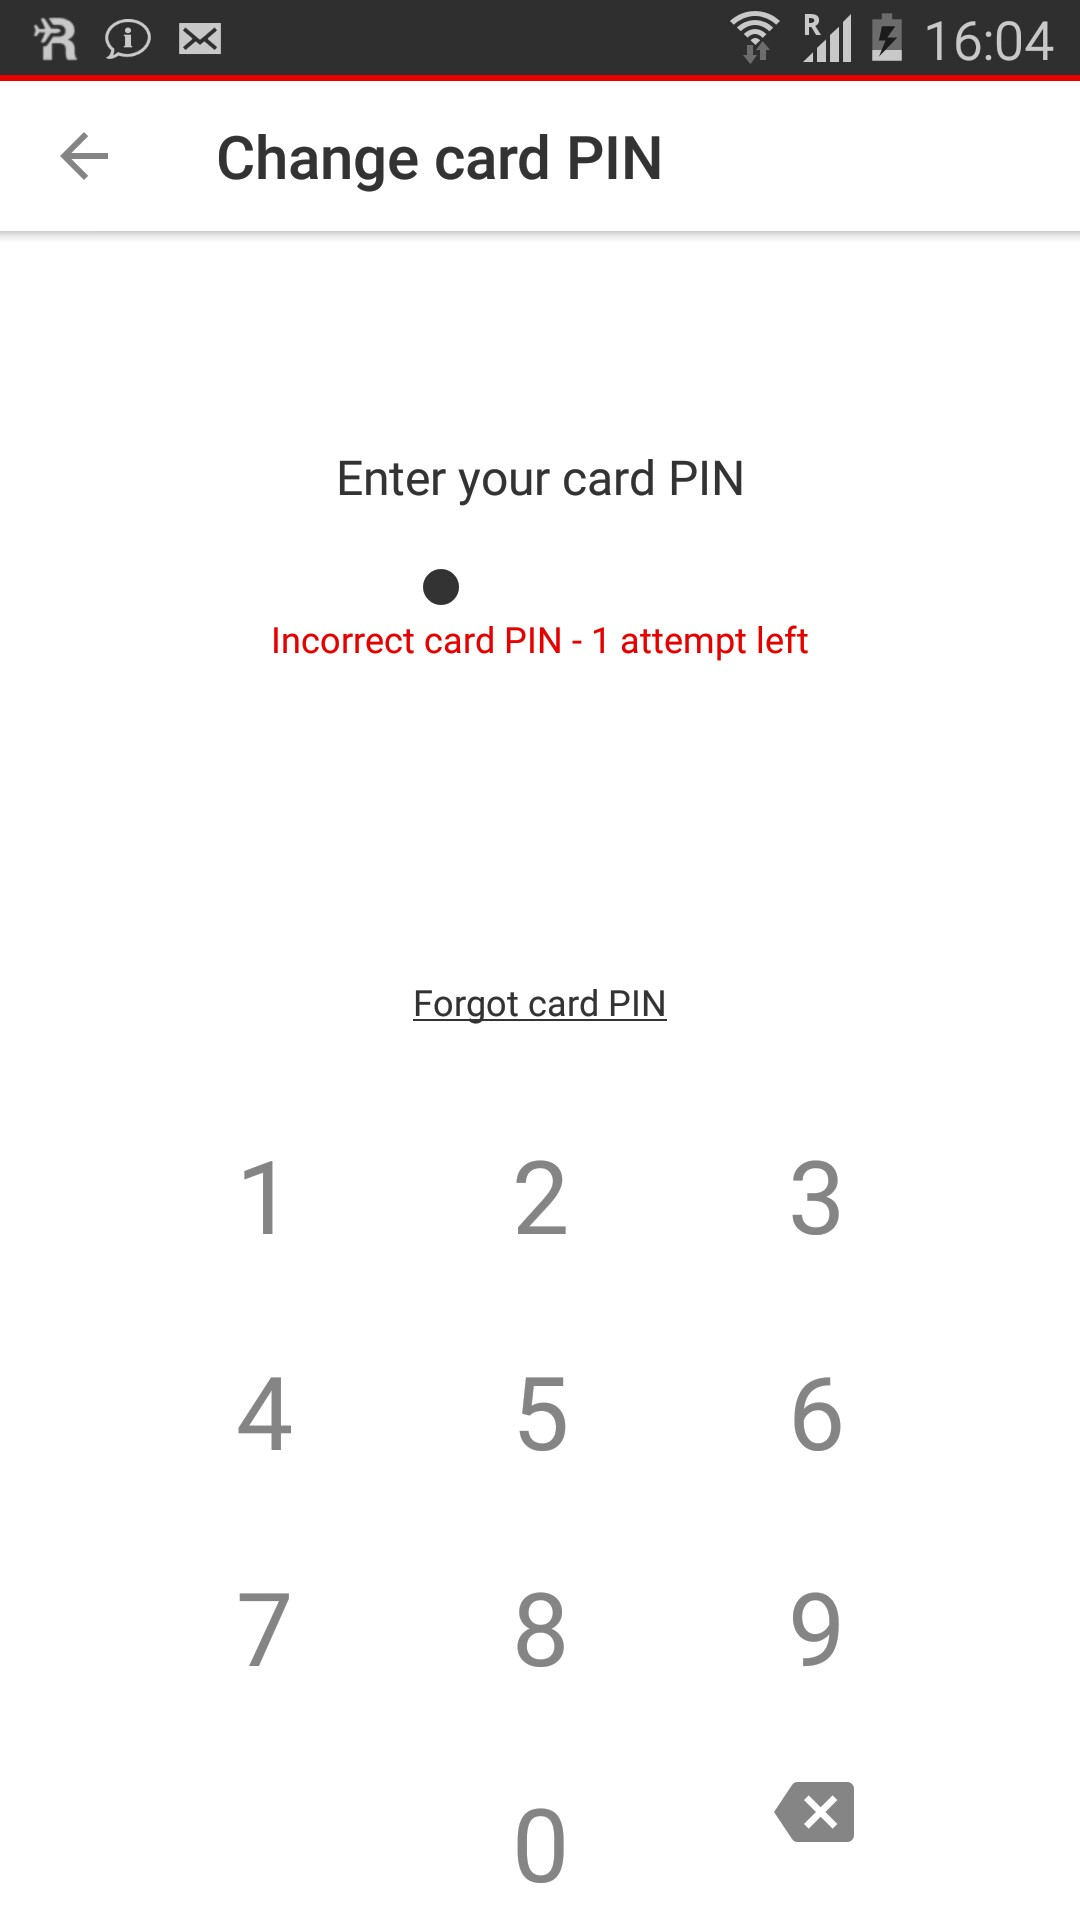 R 16:04
Change card PIN
Enter your card PIN
Incorrect card PIN - 1 attempt left
Forgot card PIN
1 2 3
4 5 6
7 8 9
0